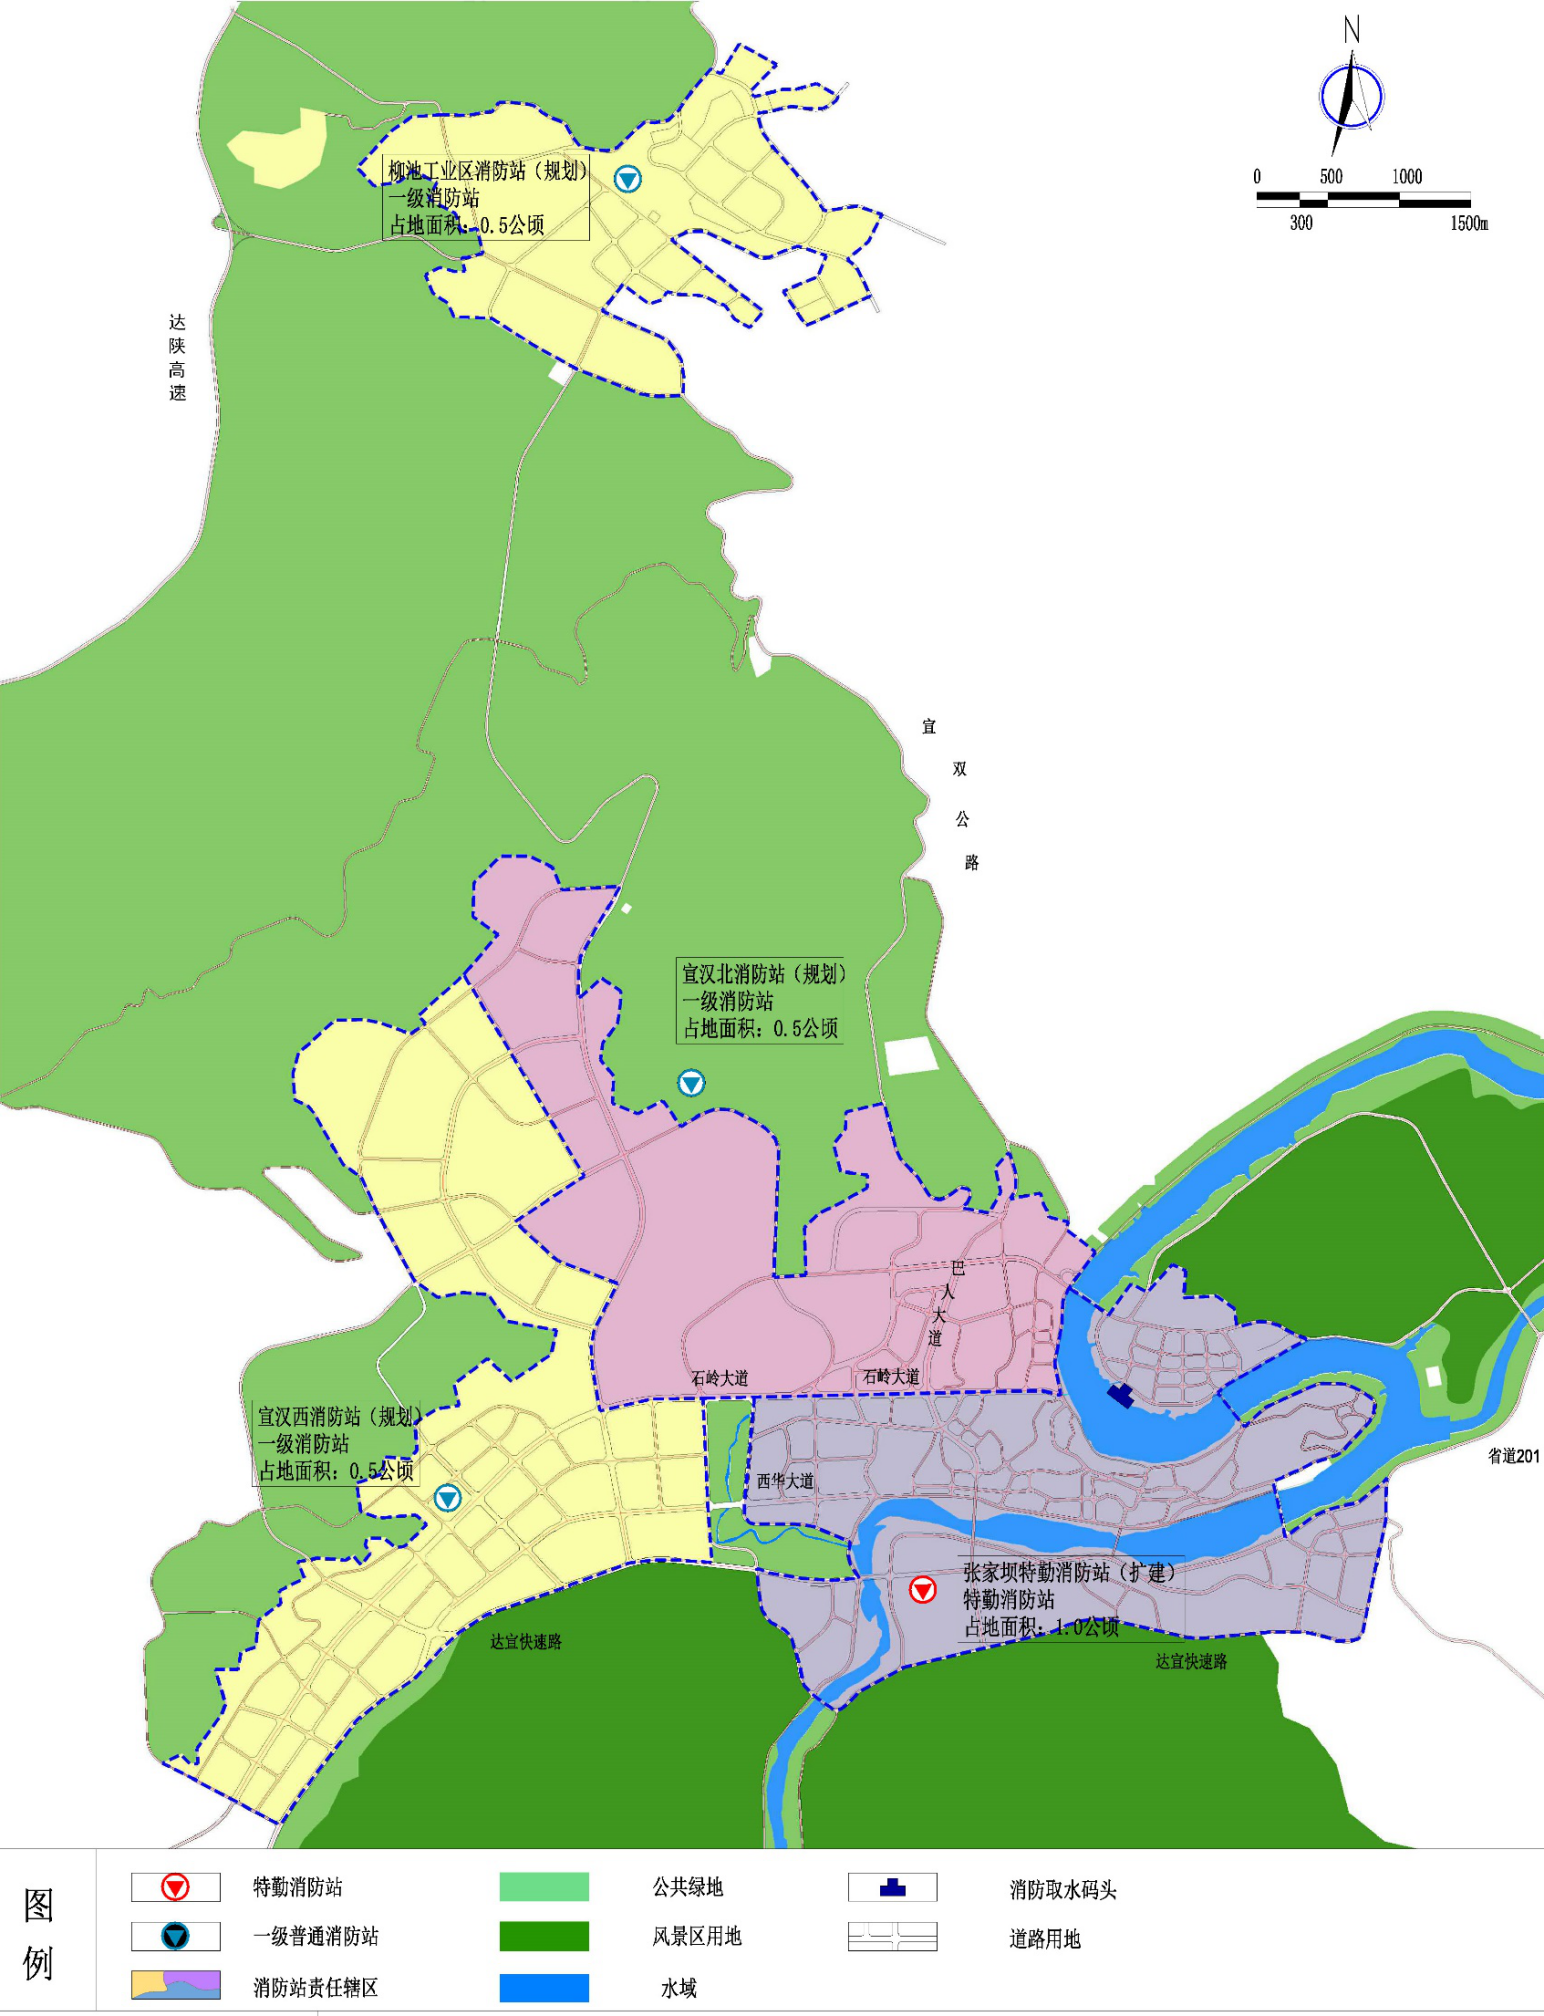 N
0 500 1000
300 1500m
柳池工业区消防站（规划）
一级消防站
占地面积：0.5公顷
达陕高速
宣双公路
宣汉北消防站（规划）
一级消防站
占地面积：0.5公顷
巴人大道
石岭大道
石岭大道
宣汉西消防站（规划）
一级消防站
占地面积：0.5公顷
西华大道
省道201
张家坝特勤消防站（扩建）
特勤消防站
占地面积：1.0公顷
达宣快速路
达宣快速路
图例
特勤消防站
公共绿地
消防取水码头
一级普通消防站
风景区用地
道路用地
消防站责任辖区
水域